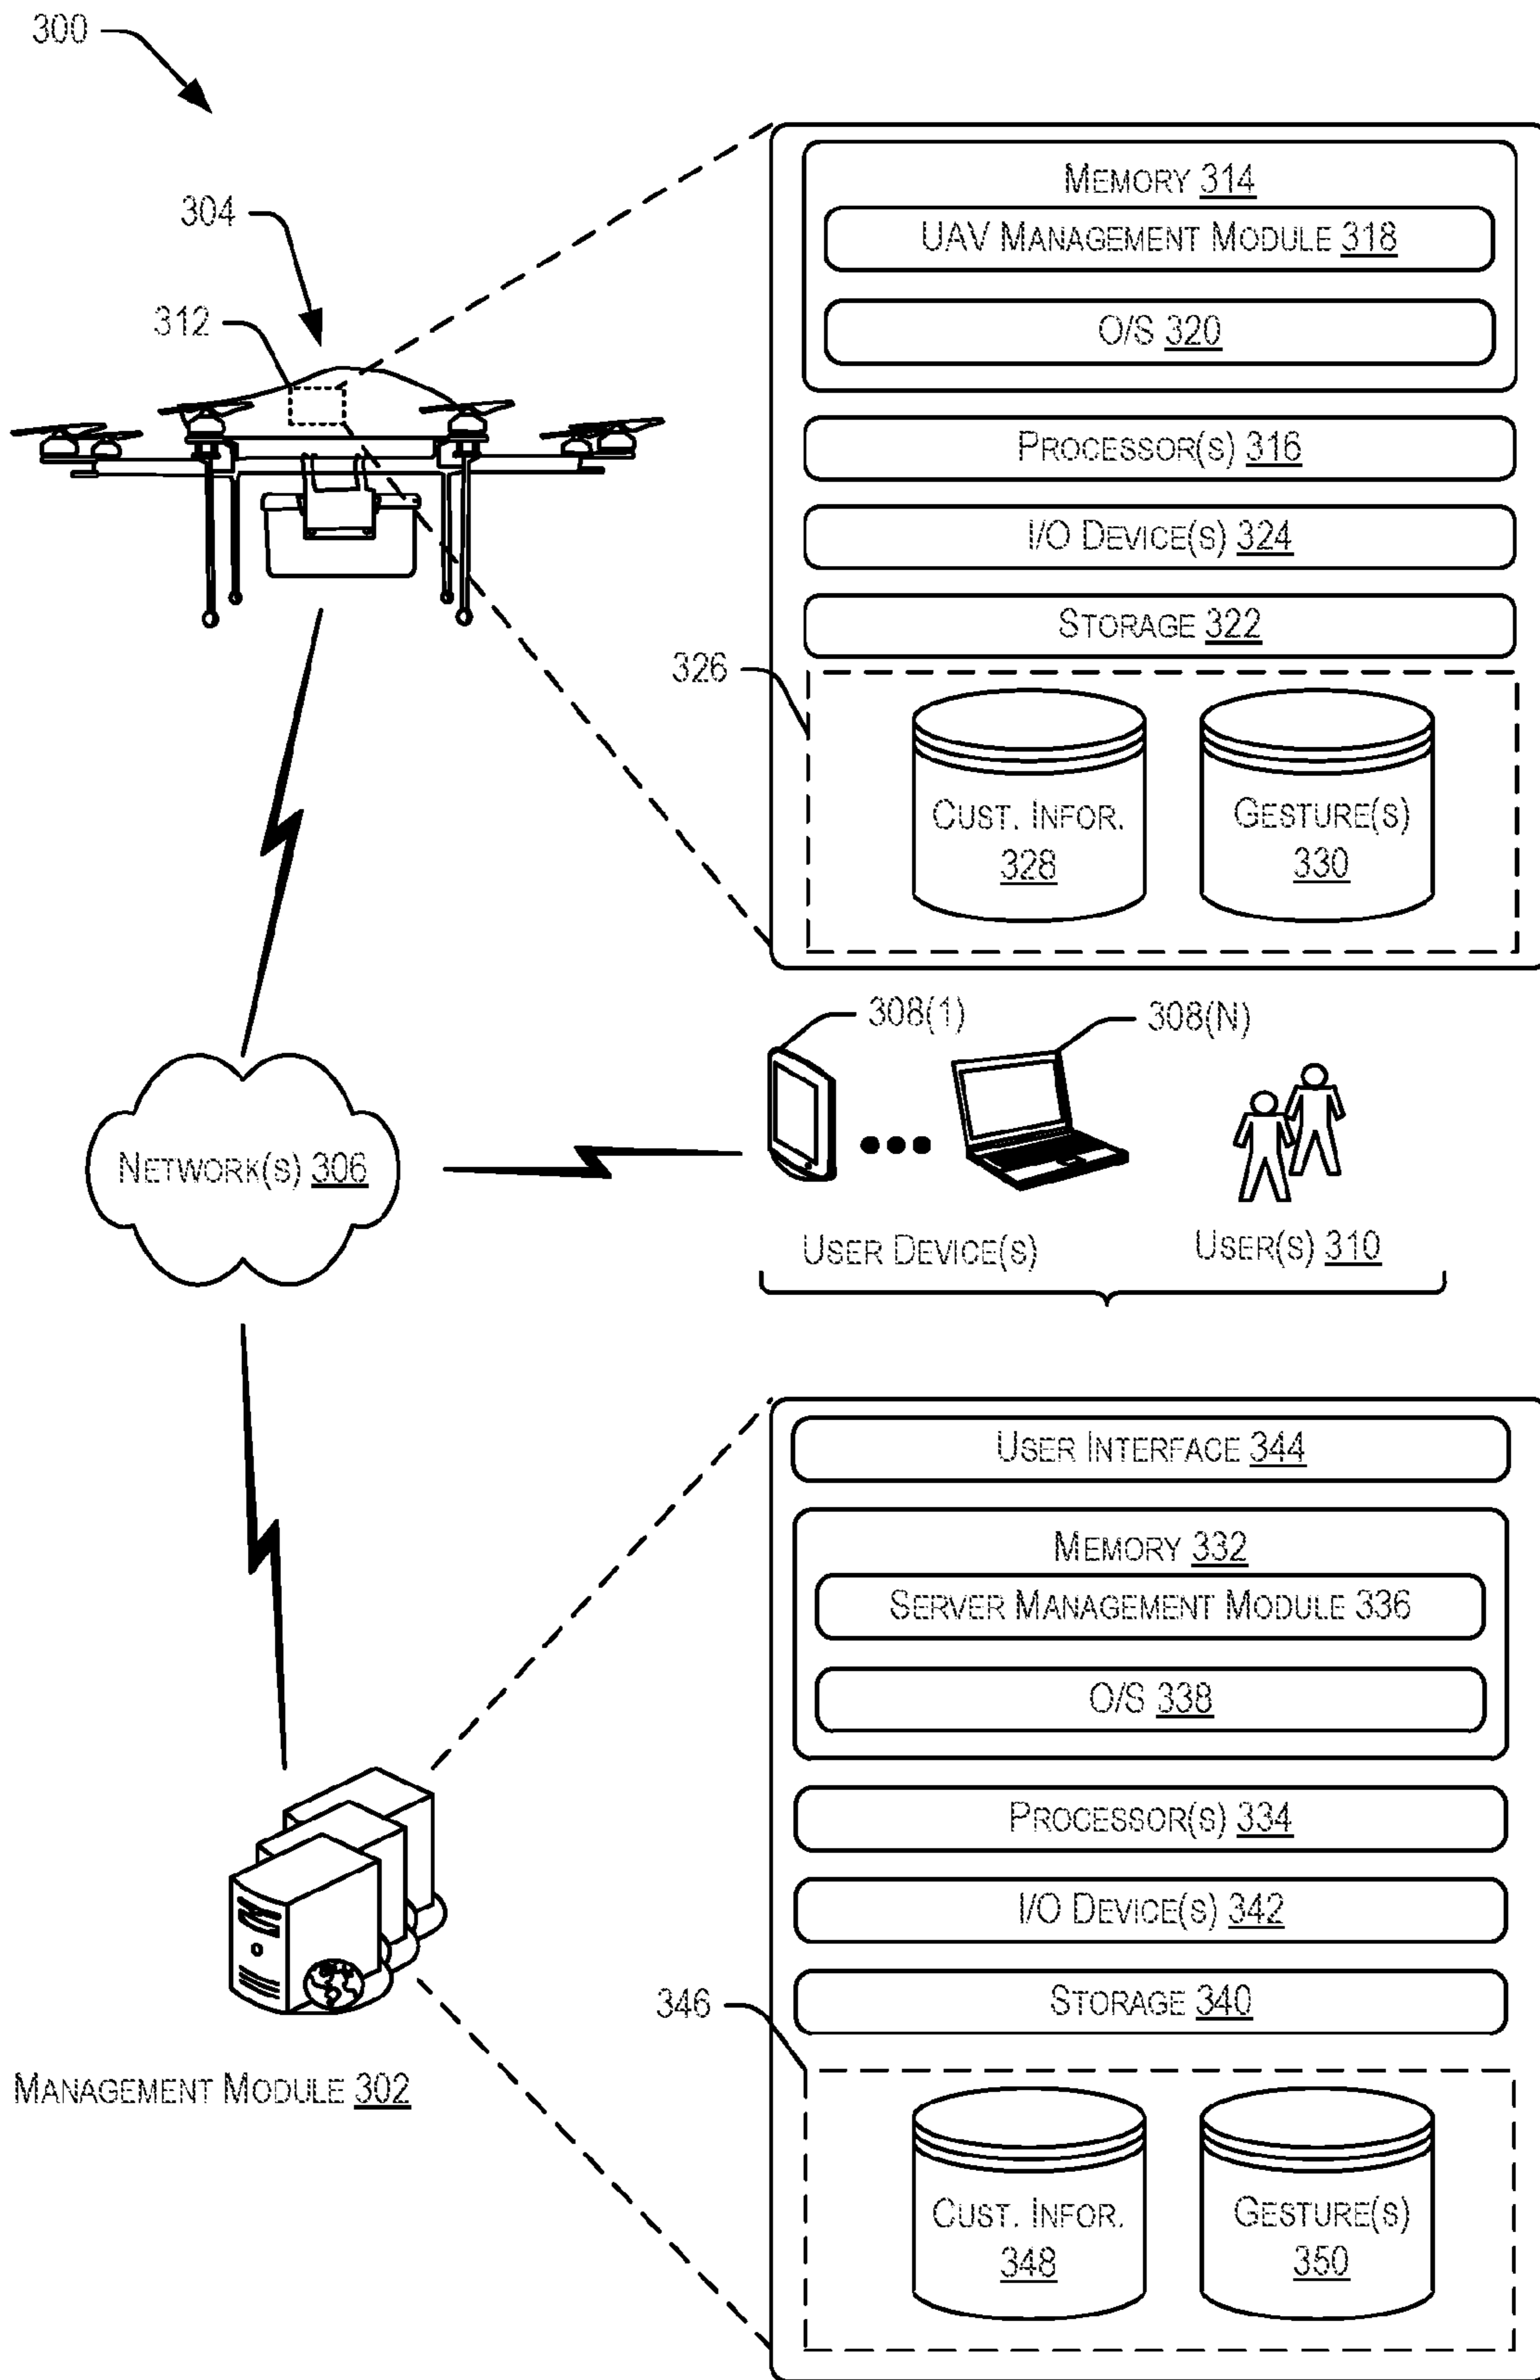 300
304
312
MEMORY 314
UAV MANAGEMENT MODULE 318
O/S 320
PROCESSOR(S) 316
I/O DEVICE(S) 324
STORAGE 322
326
CUST. INFOR.
328
GESTURE(S)
330
308(1)
308(N)
NETWORK(S) 306
USER DEVICE(S)
USER(S) 310
USER INTERFACE 344
MEMORY 332
SERVER MANAGEMENT MODULE 336
O/S 338
PROCESSOR(S) 334
I/O DEVICE(S) 342
STORAGE 340
346
MANAGEMENT MODULE 302
CUST. INFOR.
348
GESTURE(S)
350